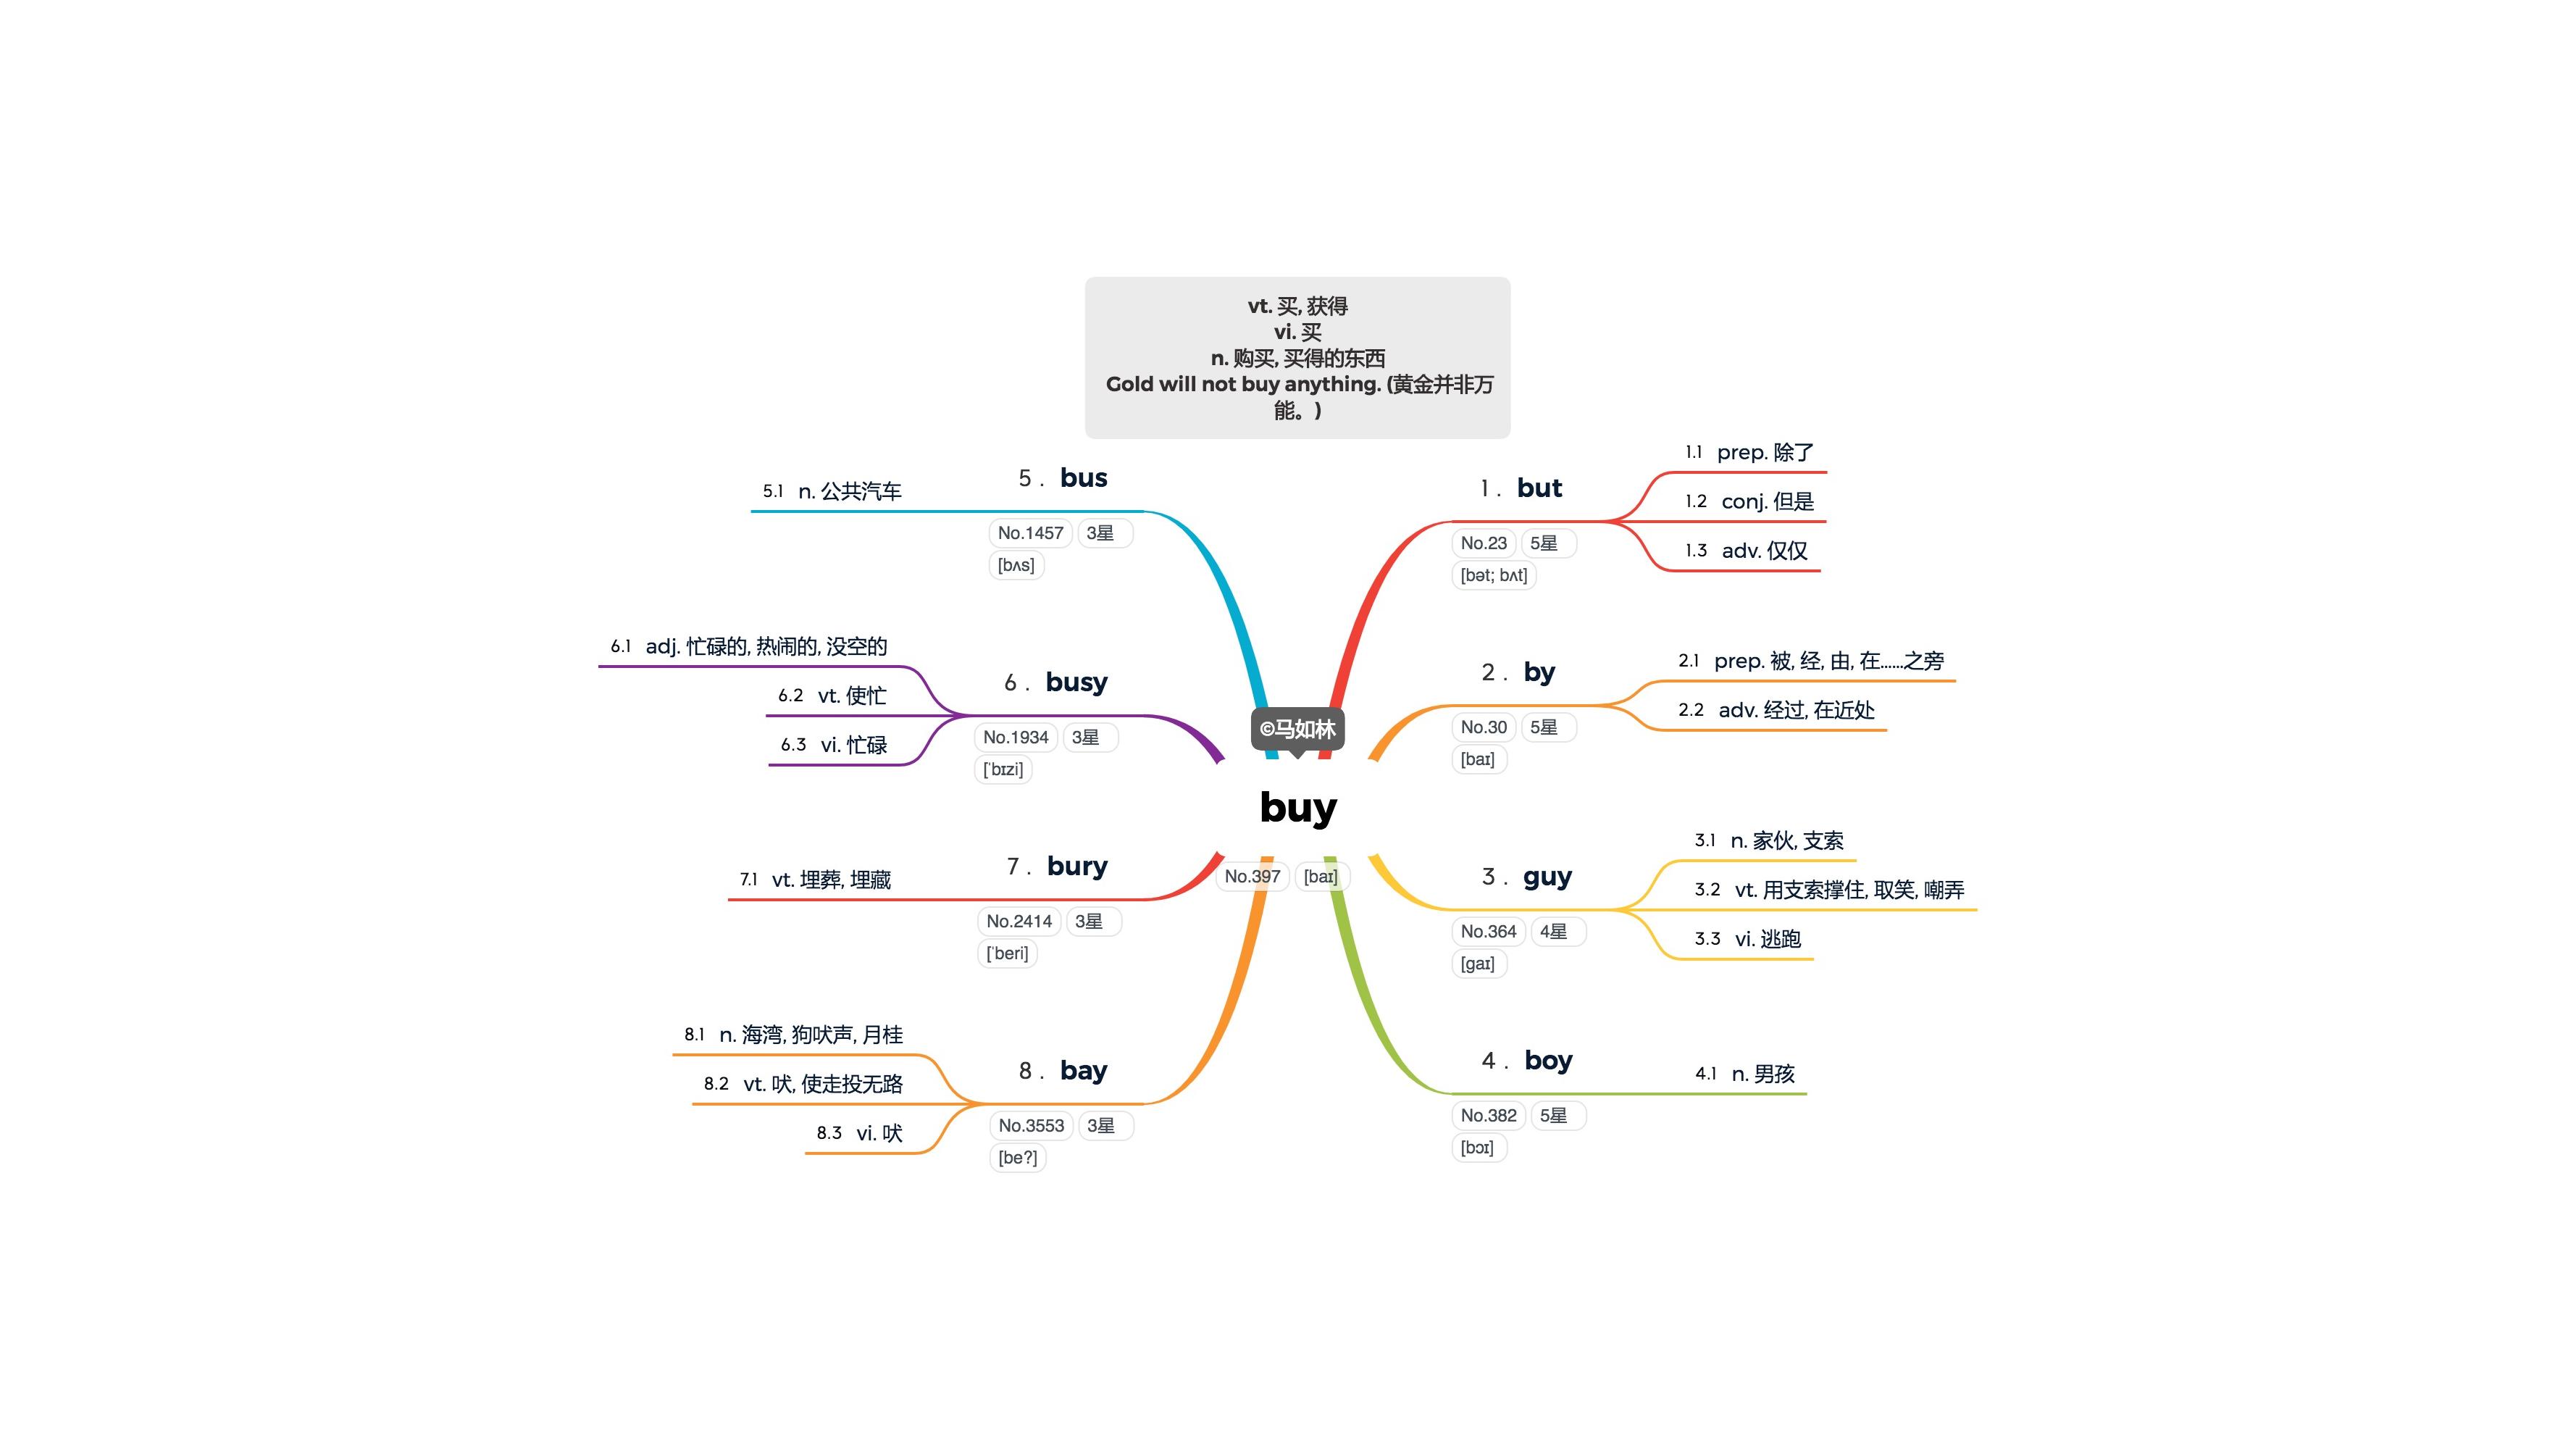 vt. 买, 获得
vi. 买
n. 购买, 买得的东西
Gold will not buy anything. (黄金并非万
能。)
©马如林
buy
No.397 [baɪ]
1 . but
No.23 5星
[bət; bʌt]
1.1 prep. 除了
1.2 conj. 但是
1.3 adv. 仅仅
2 . by
No.30 5星
[baɪ]
2.1 prep. 被, 经, 由, 在……之旁
2.2 adv. 经过, 在近处
3 . guy
No.364 4星
[gaɪ]
3.1 n. 家伙, 支索
3.2 vt. 用支索撑住, 取笑, 嘲弄
3.3 vi. 逃跑
4 . boy
No.382 5星
[bɔɪ]
4.1 n. 男孩
5 . bus
No.1457 3星
[bʌs]
5.1 n. 公共汽车
6 . busy
No.1934 3星
[ˈbɪzi]
6.1 adj. 忙碌的, 热闹的, 没空的
6.2 vt. 使忙
6.3 vi. 忙碌
7 . bury
No.2414 3星
[ˈberi]
7.1 vt. 埋葬, 埋藏
8 . bay
No.3553 3星
[be?]
8.1 n. 海湾, 狗吠声, 月桂
8.2 vt. 吠, 使走投无路
8.3 vi. 吠